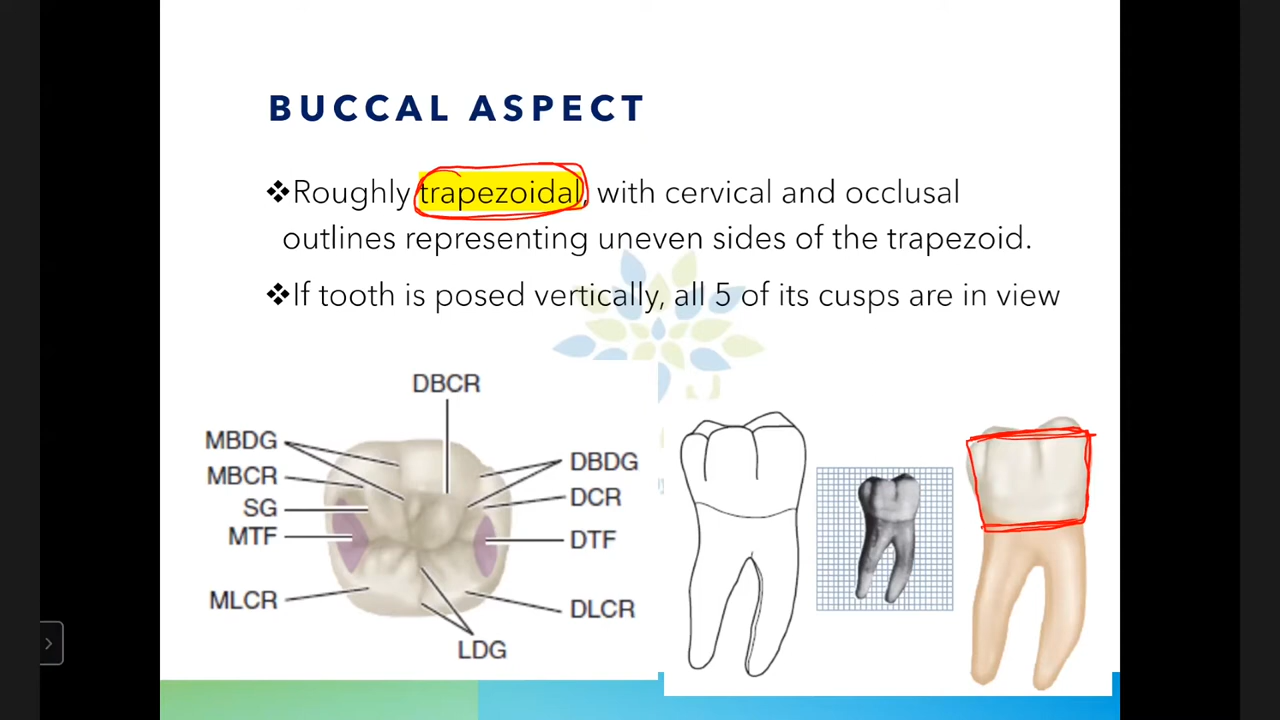 BUCCAL ASPECT
❖Roughly trapezoidal, with cervical and occlusal
outlines representing uneven sides of the trapezoid.
❖If tooth is posed vertically, all 5 of its cusps are in view
DBCR
MBDG
MBCR
SG
MTF
MLCR
DBDG
DCR
DTF
DLCR
LDG